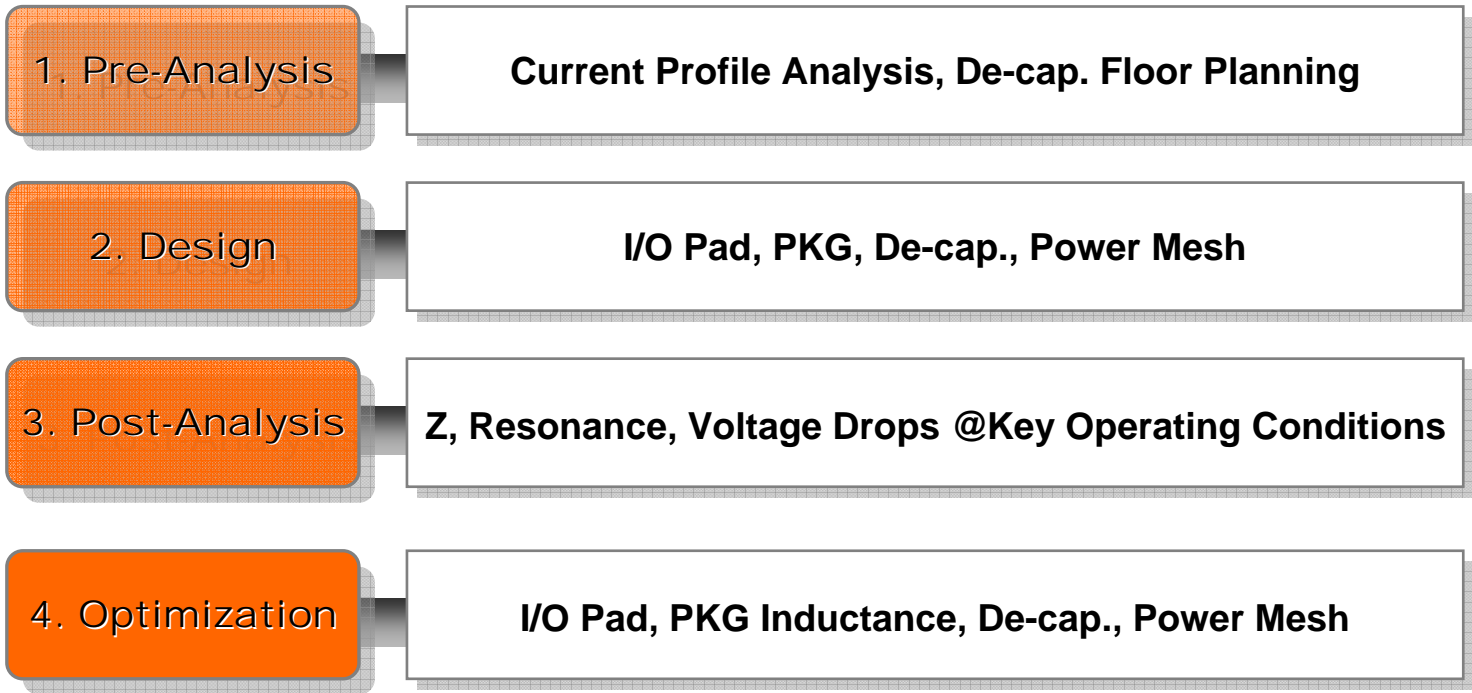 1. Pre-Analysis
Current Profile Analysis, De-cap. Floor Planning
2. Design
I/O Pad, PKG, De-cap., Power Mesh
3. Post-Analysis
Z, Resonance, Voltage Drops @Key Operating Conditions
4. Optimization
I/O Pad, PKG Inductance, De-cap., Power Mesh